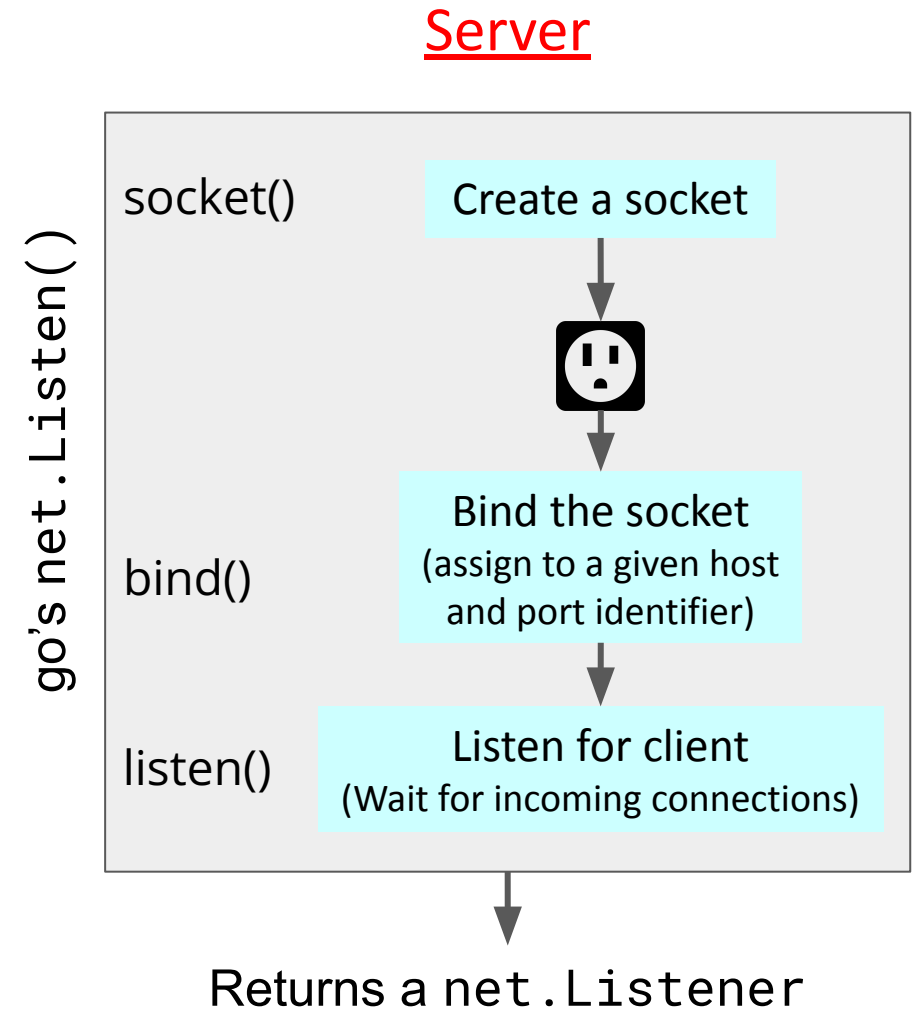 Server
go's net.Listen()
socket()
Create a socket
bind()
Bind the socket
(assign to a given host
and port identifier)
listen()
Listen for client
(Wait for incoming connections)
Returns a net.Listener